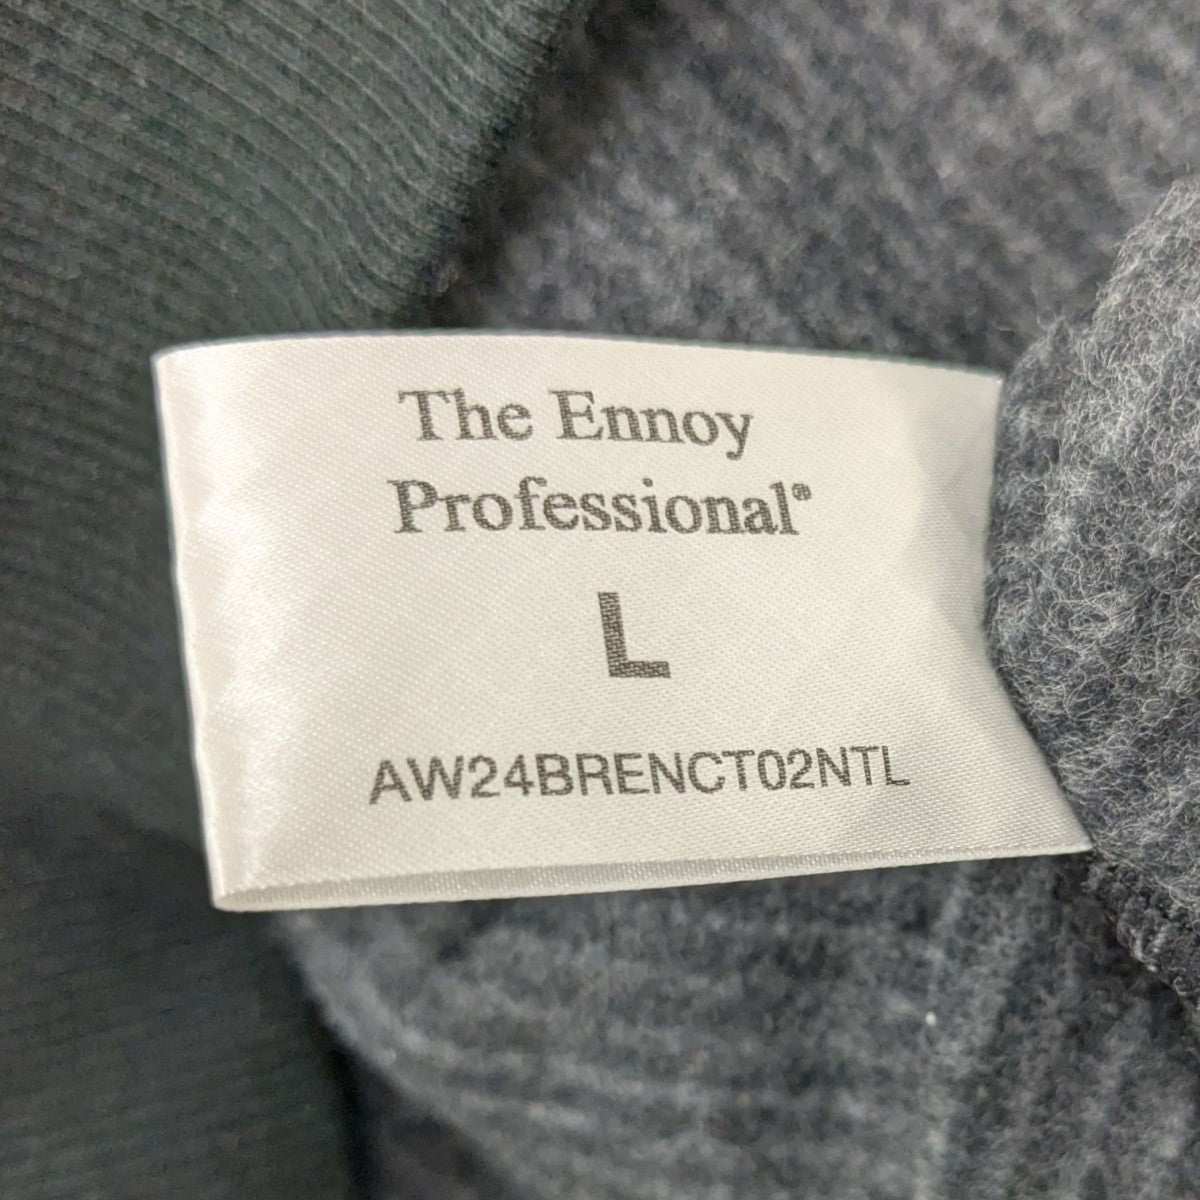 The Ennoy
Professional®
L
AW24BRENCT02NTL